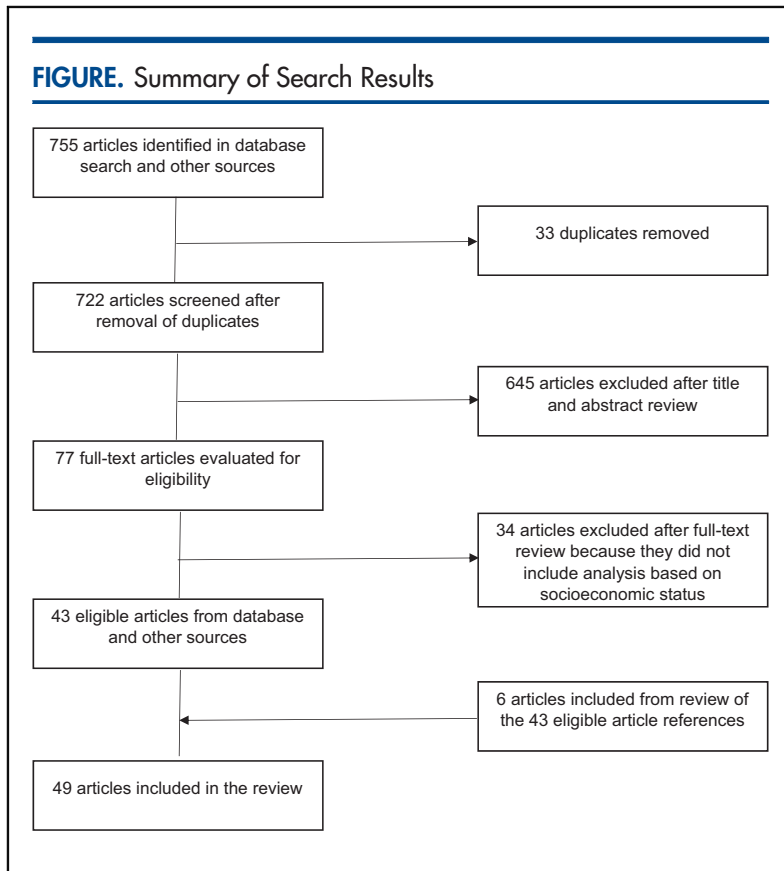 FIGURE. Summary of Search Results
755 articles identified in database
search and other sources
33 duplicates removed
722 articles screened after
removal of duplicates
645 articles excluded after title
and abstract review
77 full-text articles evaluated for
eligibility
34 articles excluded after full-text
review because they did not
include analysis based on
socioeconomic status
43 eligible articles from database
and other sources
6 articles included from review of
the 43 eligible article references
49 articles included in the review